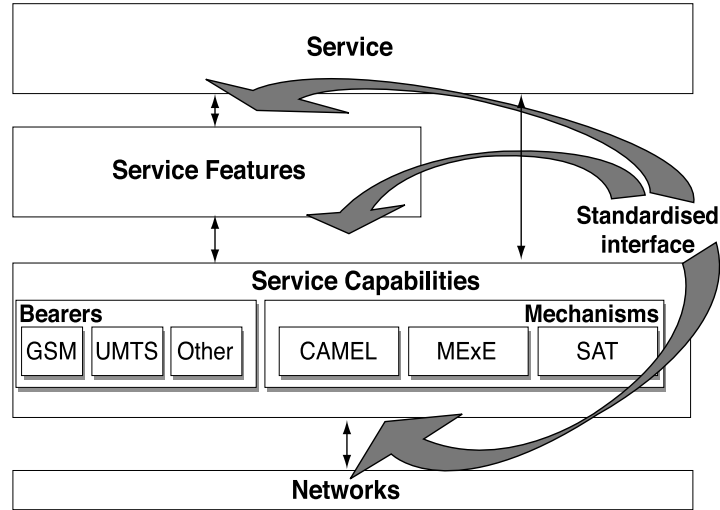 Service
Service Features
Standardised
interface
Service Capabilities
Bearers
Mechanisms
GSM
UMTS
Other
CAMEL
MExE
SAT
Networks